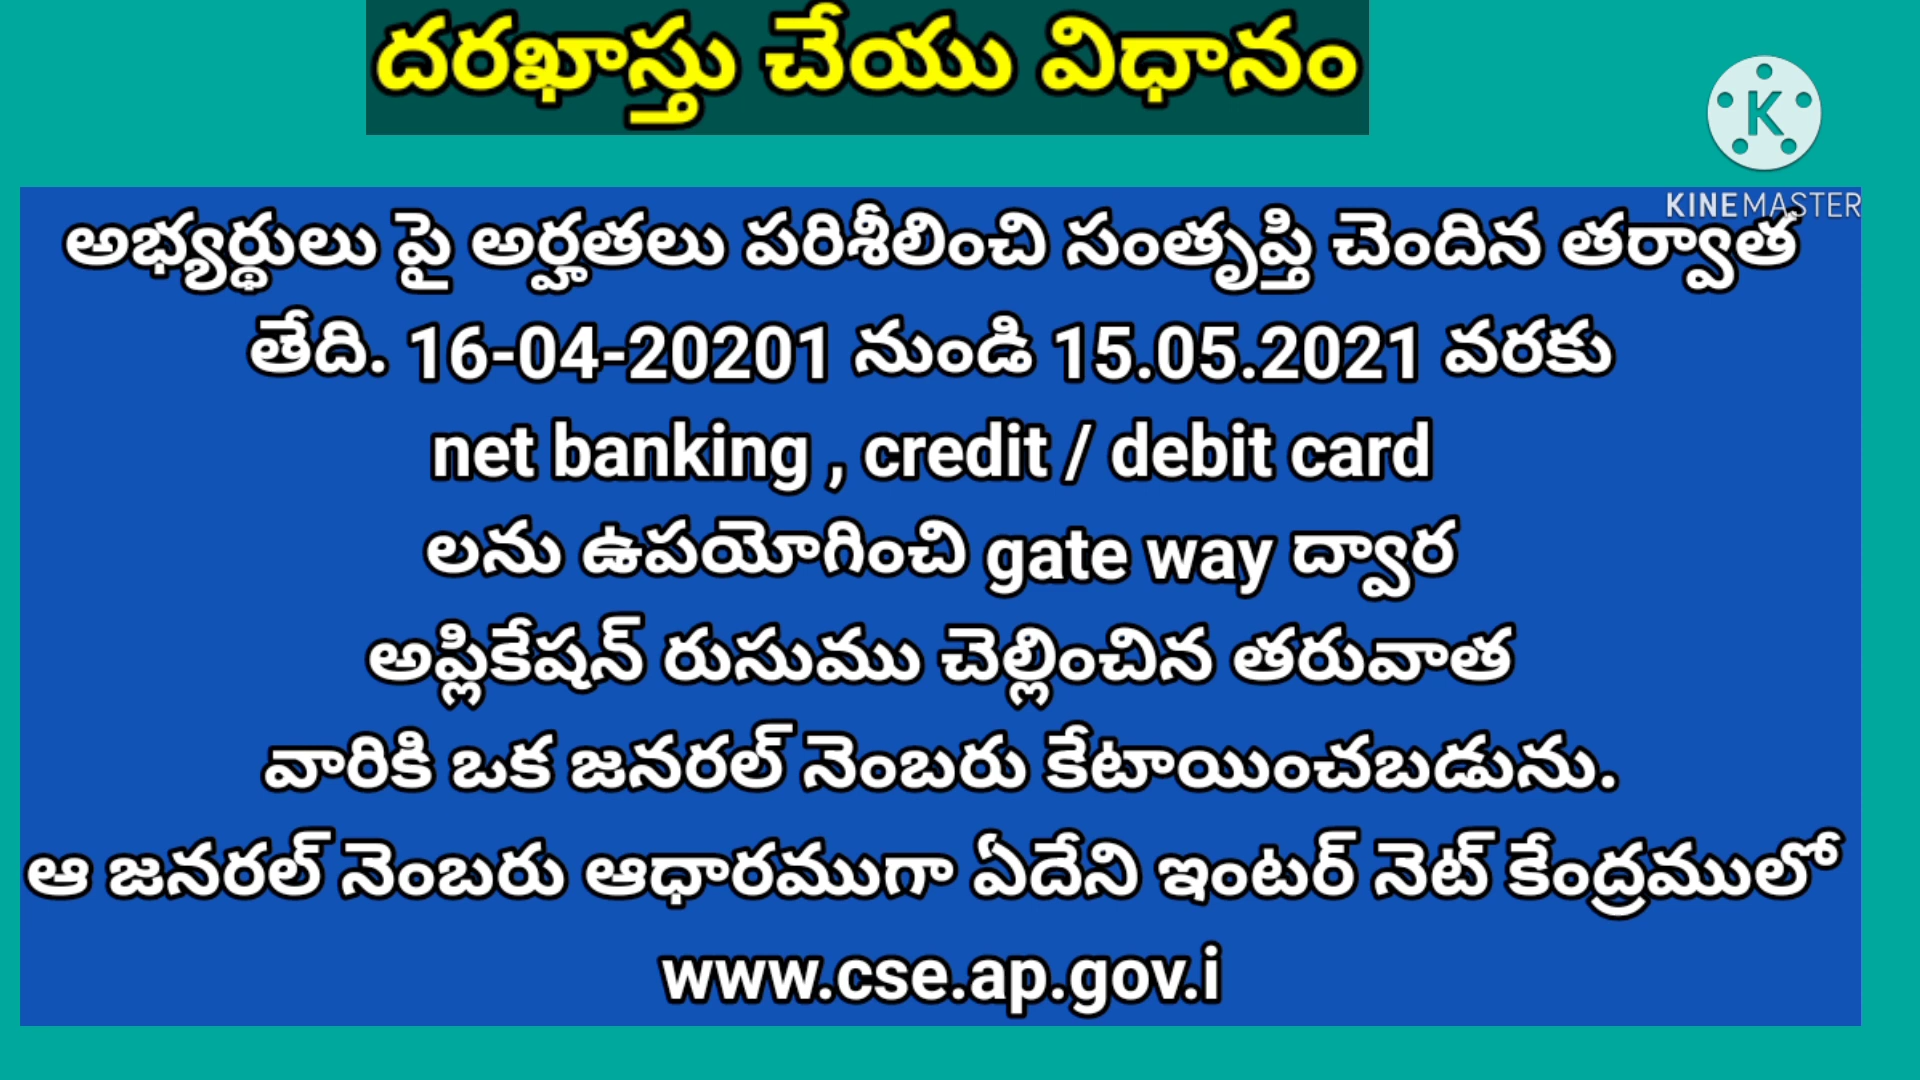 దరఖాస్తు చేయు విధానం
K
KINEMASTER
అభ్యర్థులు పై అర్హతలు పరిశీలించి సంతృప్తి చెందిన తర్వాత
తేది. 16-04-20201 నుండి 15.05.2021 వరకు
net banking , credit / debit card
లను ఉపయోగించి gate way ద్వార
అప్లికేషన్ రుసుము చెల్లించిన తరువాత
వారికి ఒక జనరల్ నెంబరు కేటాయించబడును.
ఆ జనరల్ నెంబరు ఆధారముగా ఏదేని ఇంటర్ నెట్ కేంద్రములో
www.cse.ap.gov.i